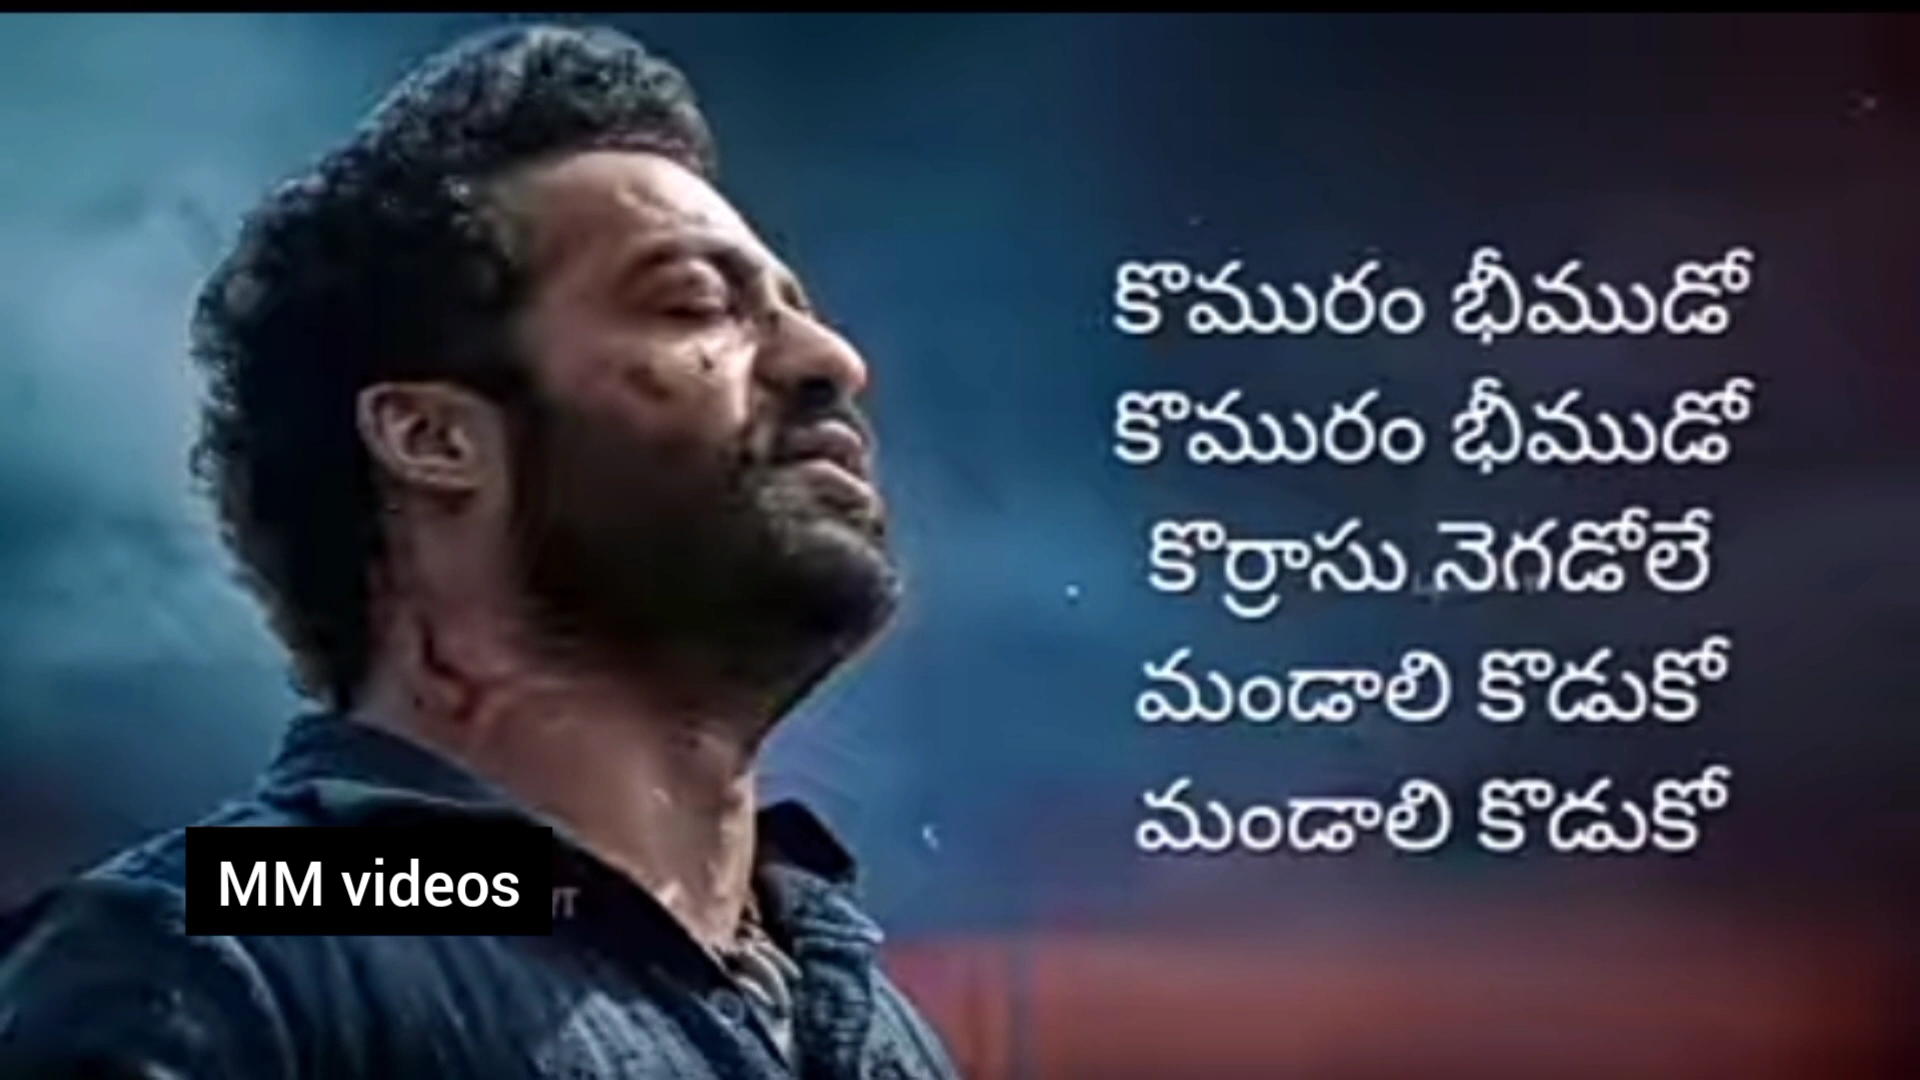 కొమురం భీముడో
కొమురం భీముడో
కొర్రాసు నెగడోలే
మండాలి కొడుకో
మండాలి కొడుకో
MM videos